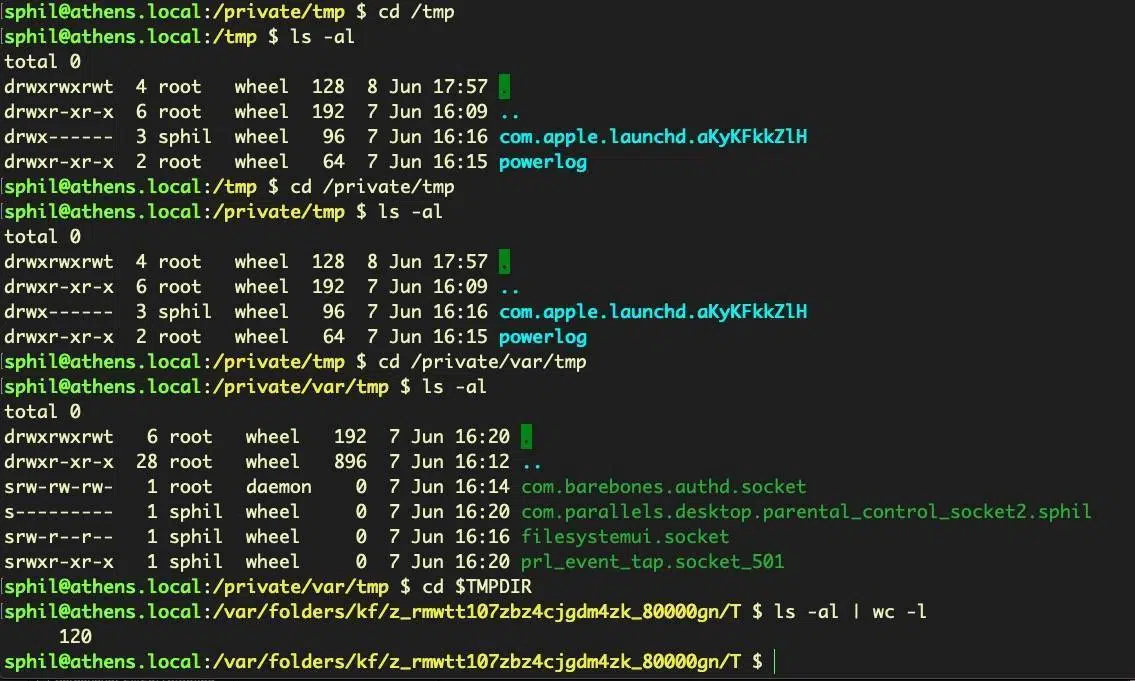 sphil@athens.local:/private/tmp $ cd /tmp
sphil@athens.local:/tmp $ ls -al
total 0
drwxrwxrwt  4 root   wheel  128  8 Jun 17:57 .
drwxr-xr-x  6 root   wheel  192  7 Jun 16:09 ..
drwx------  3 sphil  wheel   96  7 Jun 16:16 com.apple.launchd.aKyKFkkZlH
drwxr-xr-x  2 root   wheel   64  7 Jun 16:15 powerlog
sphil@athens.local:/tmp $ cd /private/tmp
sphil@athens.local:/private/tmp $ ls -al
total 0
drwxrwxrwt  4 root   wheel  128  8 Jun 17:57 .
drwxr-xr-x  6 root   wheel  192  7 Jun 16:09 ..
drwx------  3 sphil  wheel   96  7 Jun 16:16 com.apple.launchd.aKyKFkkZlH
drwxr-xr-x  2 root   wheel   64  7 Jun 16:15 powerlog
sphil@athens.local:/private/tmp $ cd /private/var/tmp
sphil@athens.local:/private/var/tmp $ ls -al
total 0
drwxrwxrwt   6 root   wheel   192  7 Jun 16:20 .
drwxr-xr-x  28 root   wheel   896  7 Jun 16:12 ..
srw-rw-rw-   1 root   daemon    0  7 Jun 16:14 com.barebones.authd.socket
s---------   1 sphil  wheel     0  7 Jun 16:20 com.parallels.desktop.parental_control_socket2.sphil
srw-r--r--   1 sphil  wheel     0  7 Jun 16:16 filesystemui.socket
srwxr-xr-x   1 sphil  wheel     0  7 Jun 16:20 prl_event_tap.socket_501
sphil@athens.local:/private/var/tmp $ cd $TMPDIR
sphil@athens.local:/var/folders/kf/z_rmwtt107zbz4cjgdm4zk_80000gn/T $ ls -al | wc -l
     120
sphil@athens.local:/var/folders/kf/z_rmwtt107zbz4cjgdm4zk_80000gn/T $